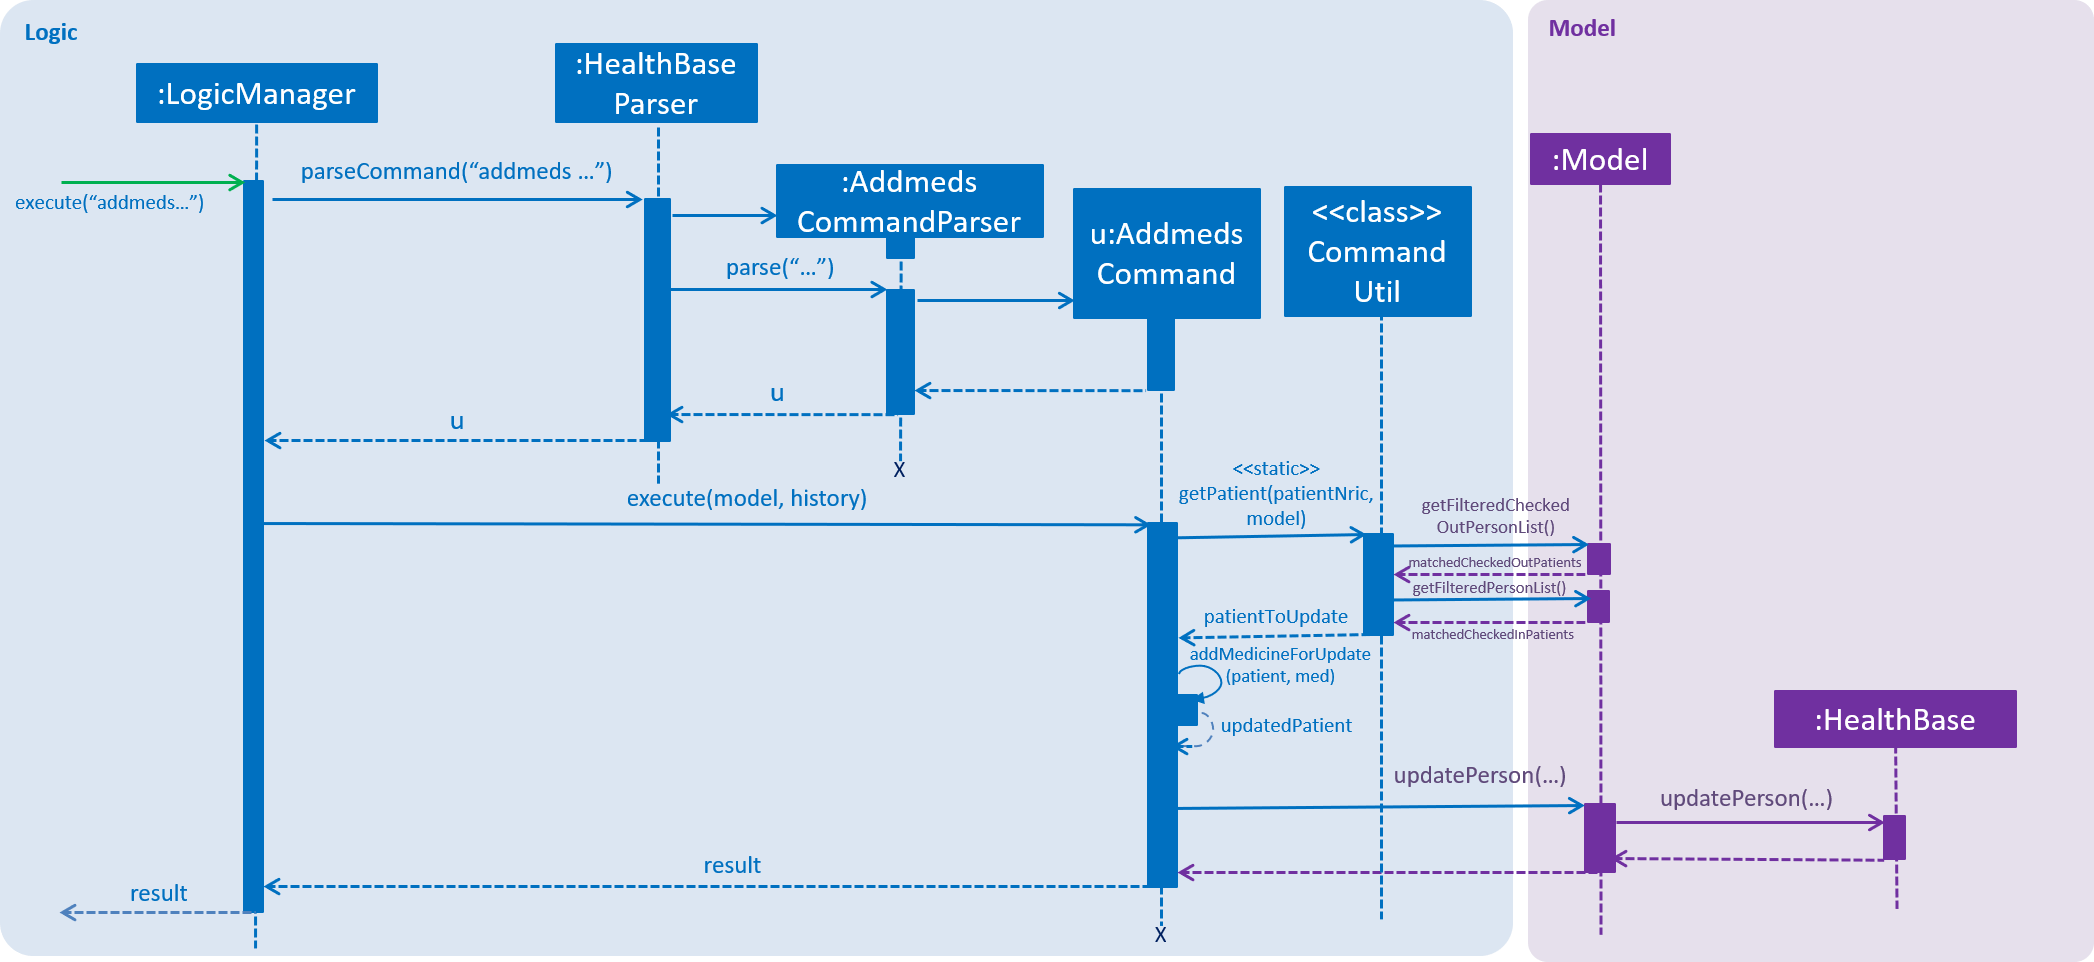 Logic
Model
:HealthBase
Parser
:LogicManager
:Model
parseCommand(“addmeds ...”)
:Addmeds
CommandParser
execute(“addmeds...”)
u:Addmeds
Command
<<class>>
Command
Util
parse(“...”)
u
u
X
<<static>>
getPatient(patientNric,
model)
execute(model, history)
getFilteredChecked
OutPersonList()
matchedCheckedOutPatients
getFilteredPersonList()
patientToUpdate
matchedCheckedInPatients
addMedicineForUpdate
(patient, med)
updatedPatient
:HealthBase
updatePerson(...)
updatePerson(...)
result
result
X